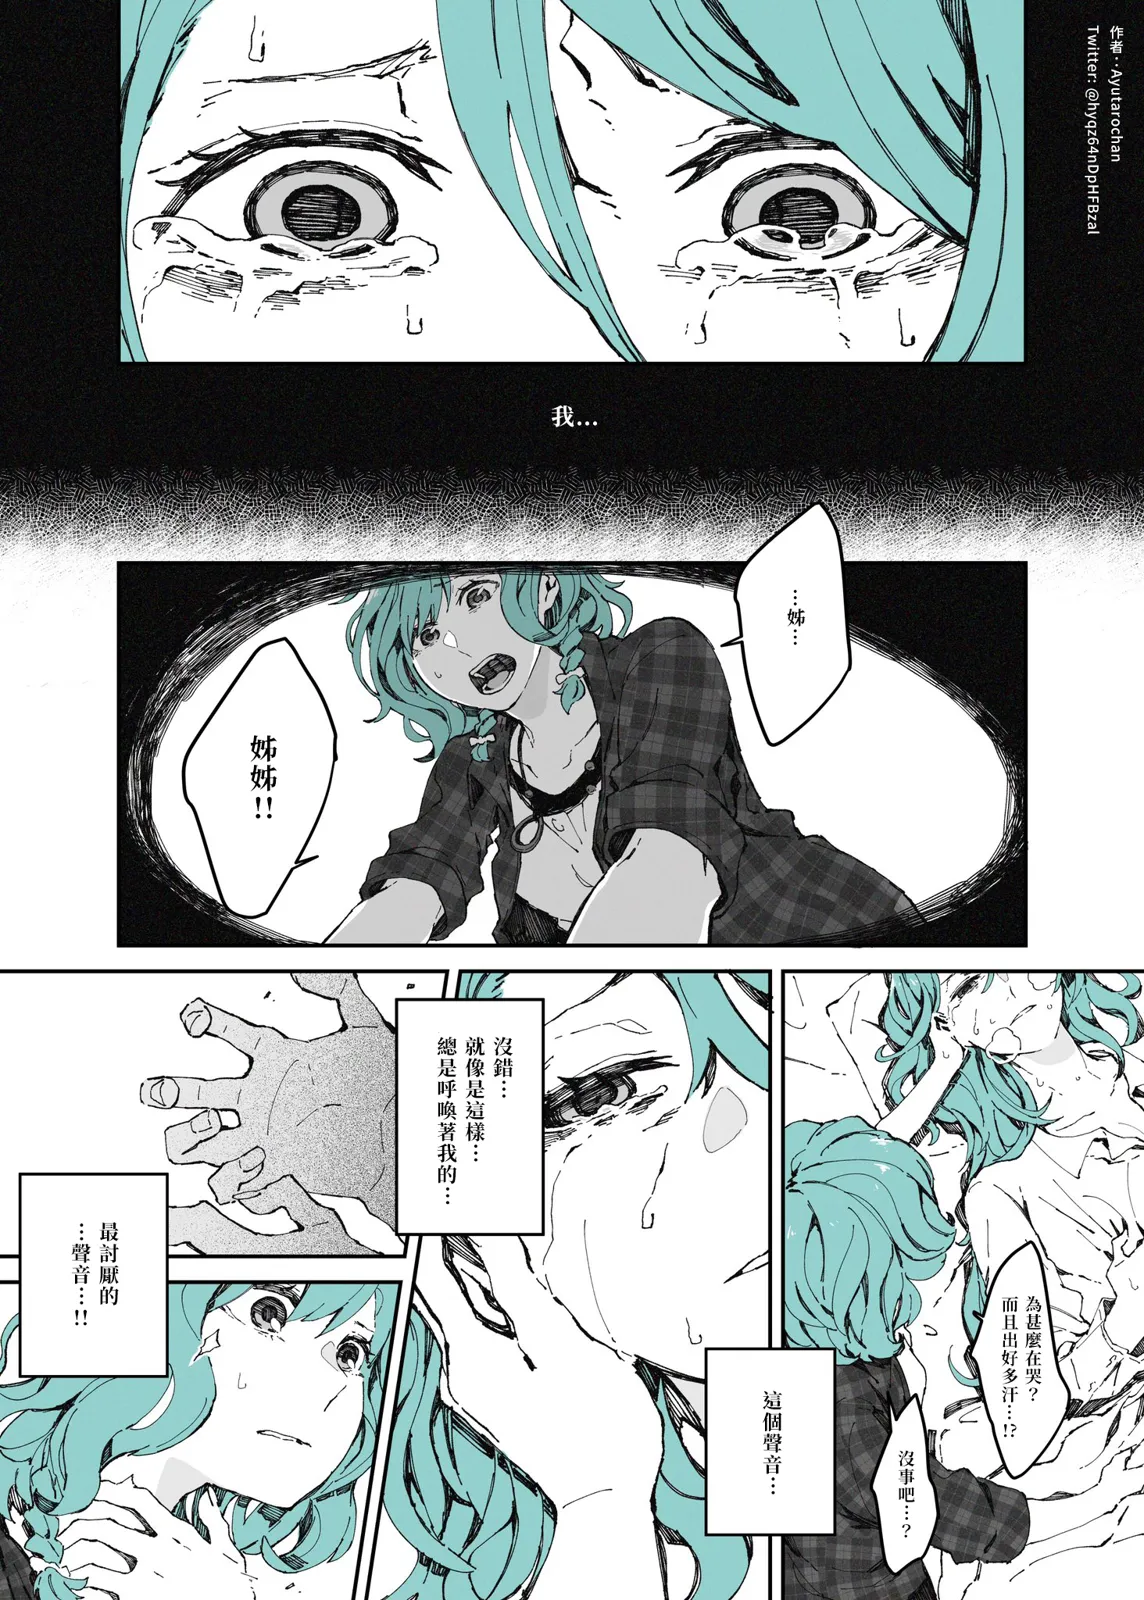 作者：Ayutarochan
Twitter: @hyqz64nDpHFBzal
我…
…姊…
姊姊!!
為甚麼在哭？
而且出好多汗…!?
沒事吧…？
這個聲音…
沒錯…
就像是這樣…
總是呼喚著我的…
最討厭的
…聲音…!!